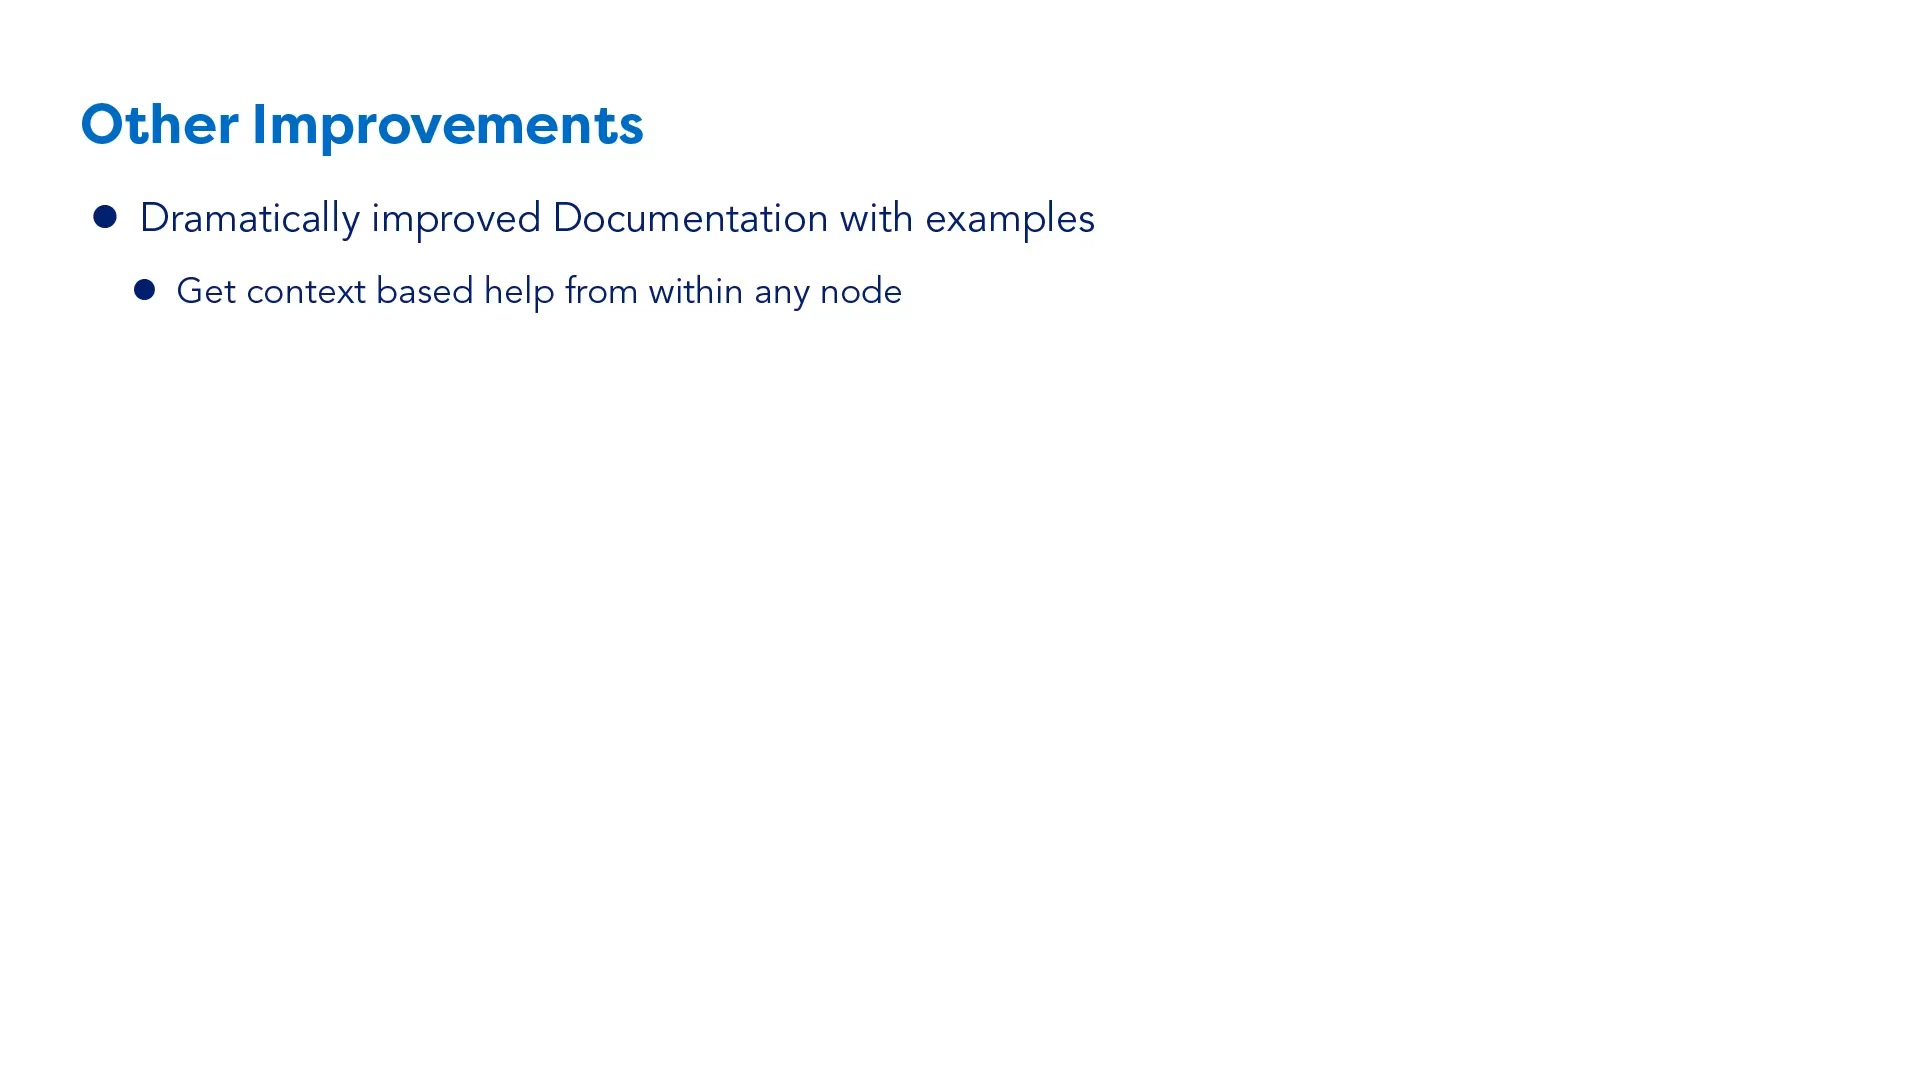 Other Improvements
Dramatically improved Documentation with examples
Get context based help from within any node